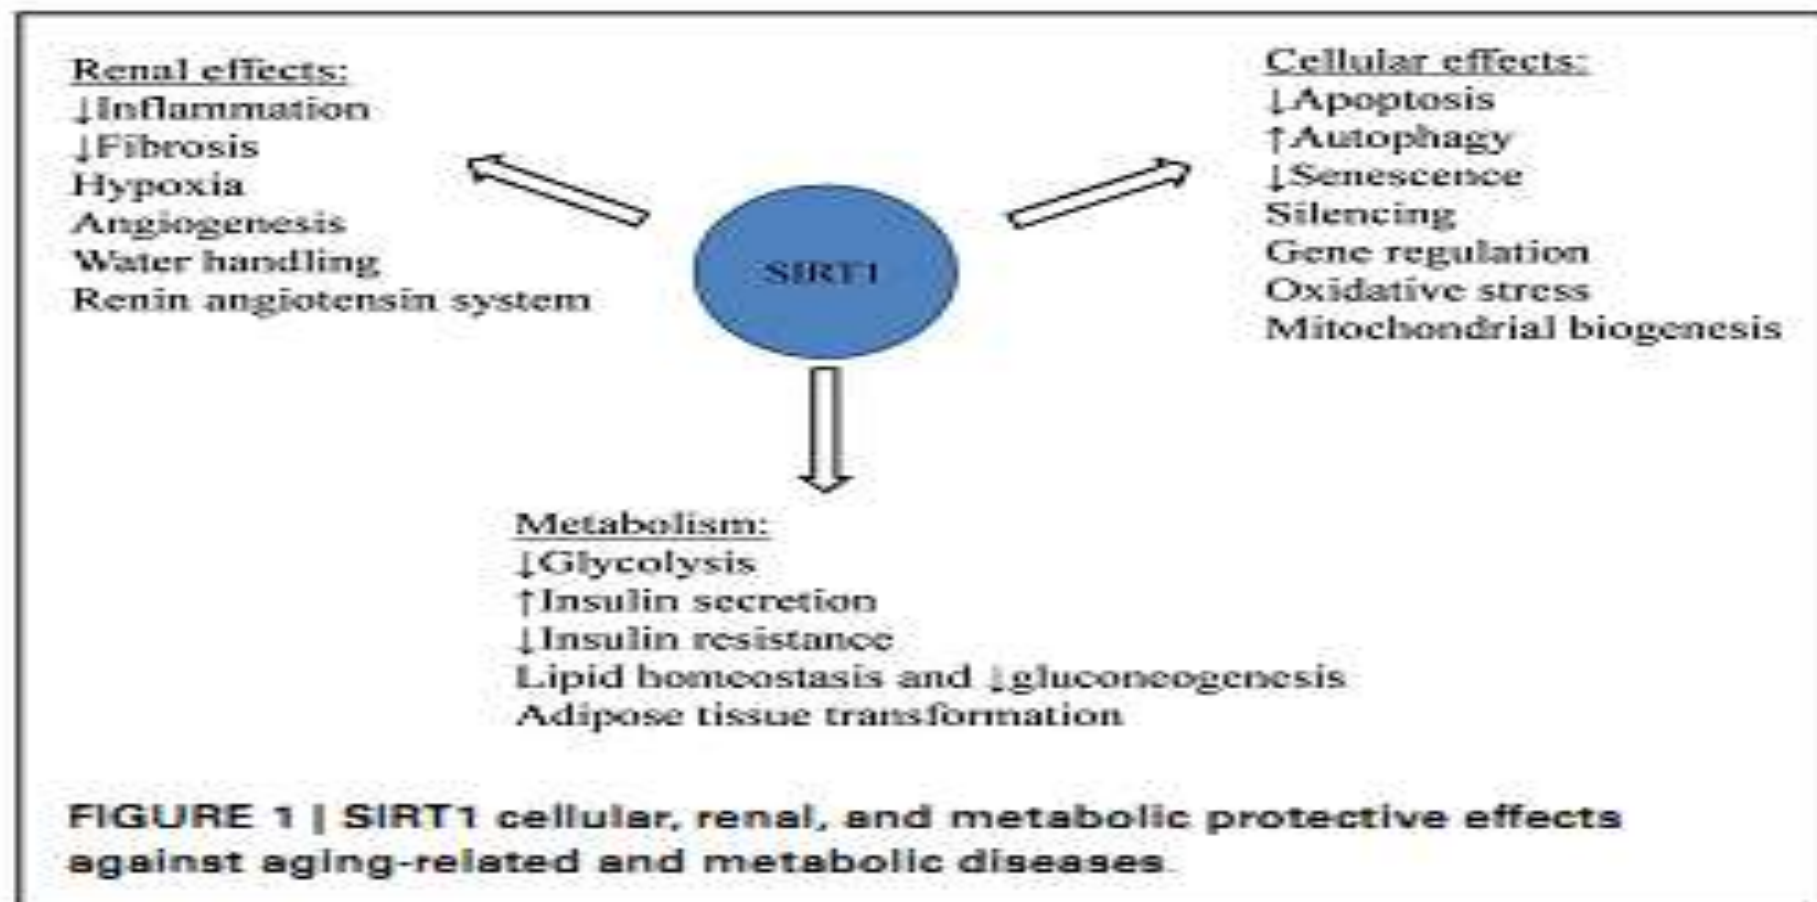 Renal effects:
↓Inflammation
↓Fibrosis
Hypoxia
Angiogenesis
Water handling
Renin angiotensin system
Cellular effects:
↓Apoptosis
↑Autophagy
↓Senescence
Silencing
Gene regulation
Oxidative stress
Mitochondrial biogenesis
SIRT1
Metabolism:
↓Glycolysis
↑Insulin secretion
↓Insulin resistance
Lipid homeostasis and ↓gluconeogenesis
Adipose tissue transformation
FIGURE 1 | SIRT1 cellular, renal, and metabolic protective effects
against aging-related and metabolic diseases.